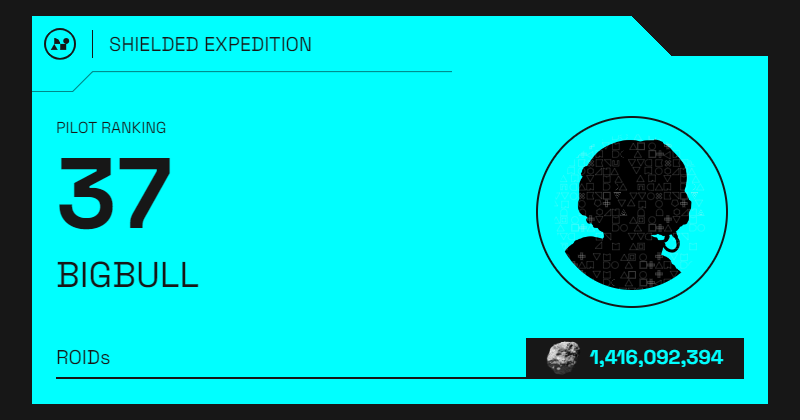 SHIELDED EXPEDITION
PILOT RANKING
37
BIGBULL
ROIDs
1,416,092,394